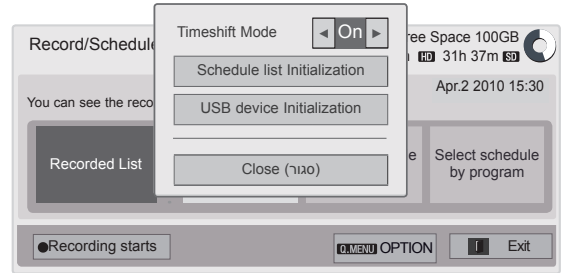 Timeshift Mode
◄ On ►
Schedule list Initialization
USB device Initialization
Close (סגור)
Record/Schedule
ree Space 100GB
HD 31h 37m SD
Apr.2 2010 15:30
You can see the reco
Recorded List
e
Select schedule
by program
●Recording starts
Q.MENU OPTION
Exit